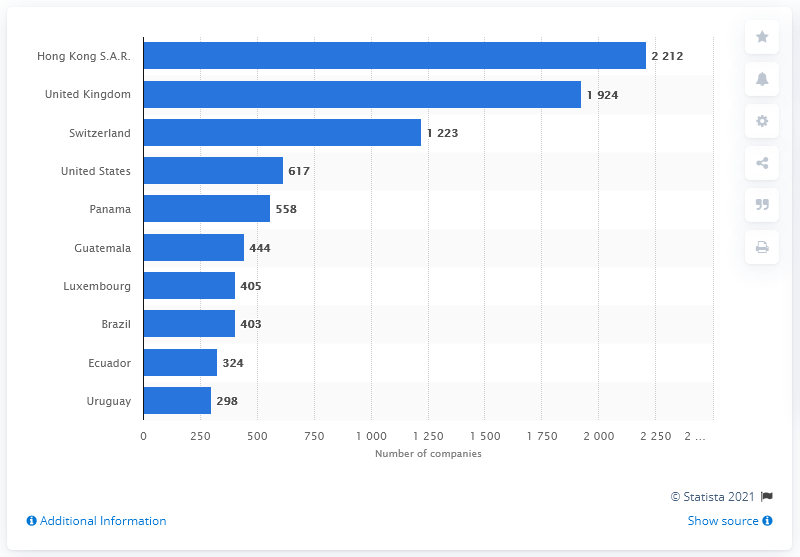 Hong Kong S.A.R. 2 212
United Kingdom 1 924
Switzerland 1 223
United States 617
Panama 558
Guatemala 444
Luxembourg 405
Brazil 403
Ecuador 324
Uruguay 298
0 250 500 750 1 000 1 250 1 500 1 750 2 000 2 250 2 ...
Number of companies
© Statista 2021
Additional Information Show source